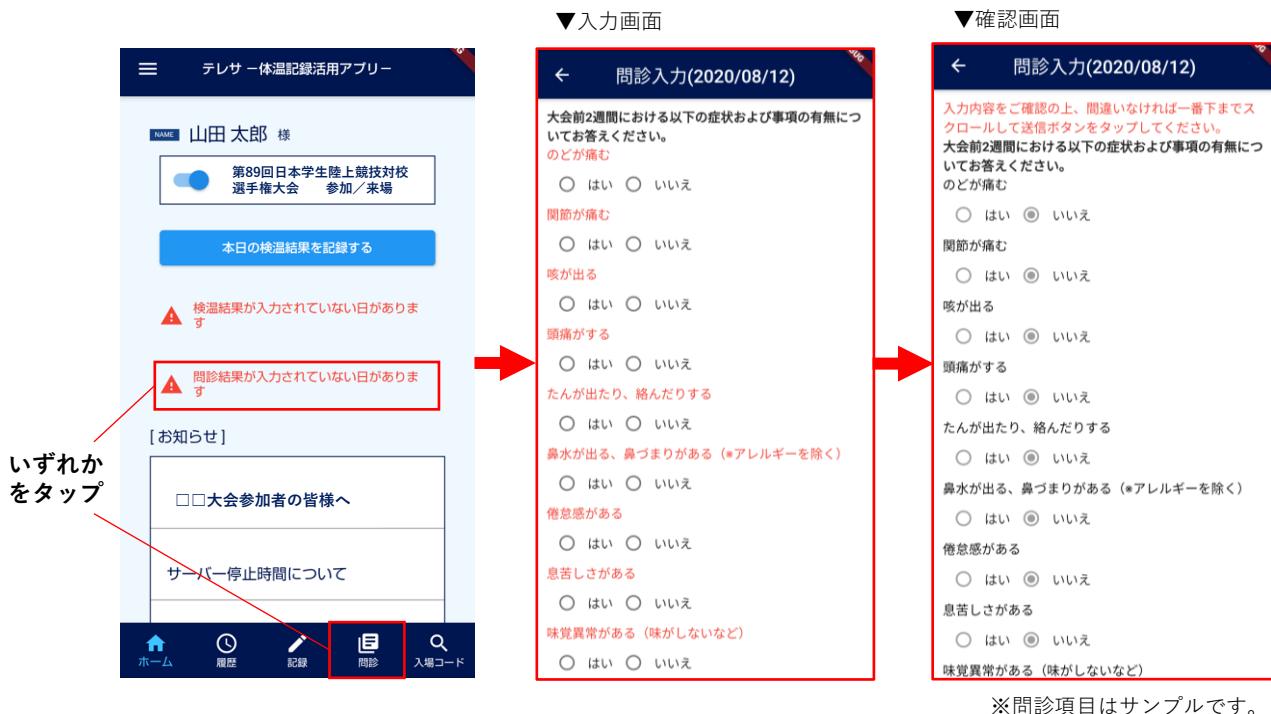 ▼入力画面
▼確認画面
テレサ ー体温記録活用アプリー
NAME 山田 太郎 様
第89回日本学生陸上競技対校
選手権大会 参加／来場
本日の検温結果を記録する
検温結果が入力されていない日がありま
す
問診結果が入力されていない日がありま
す
[ お知らせ ]
いずれか
をタップ
□□大会参加者の皆様へ
サーバー停止時間について
ホーム
履歴
記録
問診
入場コード
問診入力(2020/08/12)
大会前2週間における以下の症状および事項の有無につ
いてお答えください。
のどが痛む
はい いいえ
関節が痛む
はい いいえ
咳が出る
はい いいえ
頭痛がする
はい いいえ
たんが出たり、絡んだりする
はい いいえ
鼻水が出る、鼻づまりがある（※アレルギーを除く）
はい いいえ
倦怠感がある
はい いいえ
息苦しさがある
はい いいえ
味覚異常がある（味がしないなど）
はい いいえ
問診入力(2020/08/12)
入力内容をご確認の上、間違いなければ一番下までス
クロールして送信ボタンをタップしてください。
大会前2週間における以下の症状および事項の有無につ
いてお答えください。
のどが痛む
はい いいえ
関節が痛む
はい いいえ
咳が出る
はい いいえ
頭痛がする
はい いいえ
たんが出たり、絡んだりする
はい いいえ
鼻水が出る、鼻づまりがある（※アレルギーを除く）
はい いいえ
倦怠感がある
はい いいえ
息苦しさがある
はい いいえ
味覚異常がある（味がしないなど）
※問診項目はサンプルです。